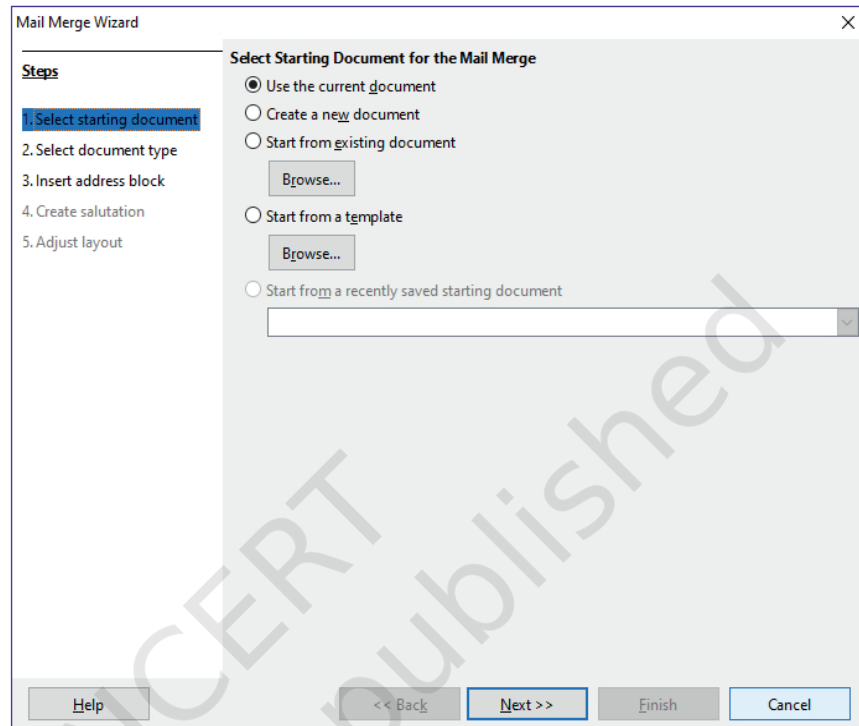 Mail Merge Wizard
Steps
1. Select starting document
2. Select document type
3. Insert address block
4. Create salutation
5. Adjust layout
Select Starting Document for the Mail Merge
Use the current document
Create a new document
Start from existing document
Browse...
Start from a template
Browse...
Start from a recently saved starting document
NCERT
published
Help
<< Back
Next >>
Finish
Cancel